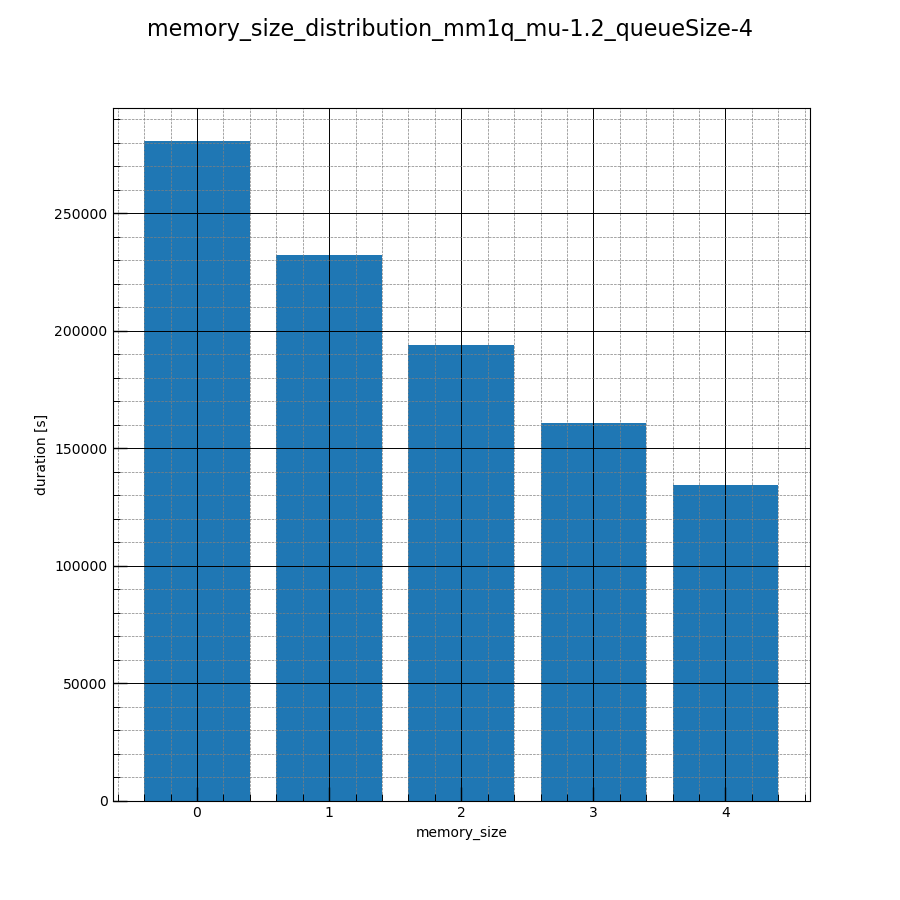 memory_size_distribution_mm1q_mu-1.2_queueSize-4
250000
200000
150000
100000
50000
0
duration [s]
0 1 2 3 4
memory_size